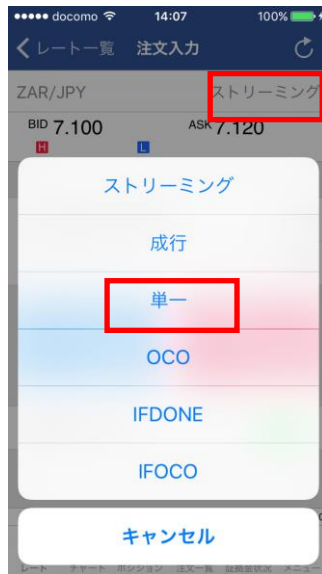 docomo 14:07 100%
レート一覧 注文入力
ZAR/JPY ストリーミング
BID 7.100 ASK 7.120
H L
ストリーミング
成行
単一
OCO
IFDONE
IFOCO
キャンセル
レート チャート ポジション 注文一覧 証拠金状況 メニュー